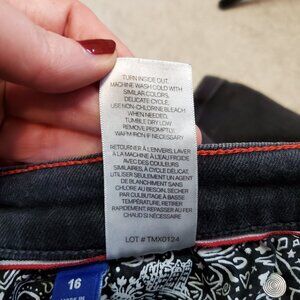 TURN INSIDE OUT.
MACHINE WASH COLD WITH
SIMILAR COLORS.
DELICATE CYCLE.
USE NON-CHLORINE BLEACH
WHEN NEEDED.
TUMBLE DRY LOW.
REMOVE PROMPTLY.
WARM IRON IF NECESSARY.
RETOURNER À L'ENVERS, LAVER
À LA MACHINE À L'EAU FROIDE
AVEC DES COULEURS
SIMILAIRES À CYCLE DÉLICAT.
UTILISER SEULEMENT UN AGENT
DE BLANCHIMENT SANS
CHLORE AU BESOIN. SÉCHER
PAR CULBUTAGE À BASSE
TEMPÉRATURE, RETIRER
RAPIDEMENT. REPASSER AU FER
CHAUD SI NÉCESSAIRE.
LOT # TMX0124
16
MADE IN